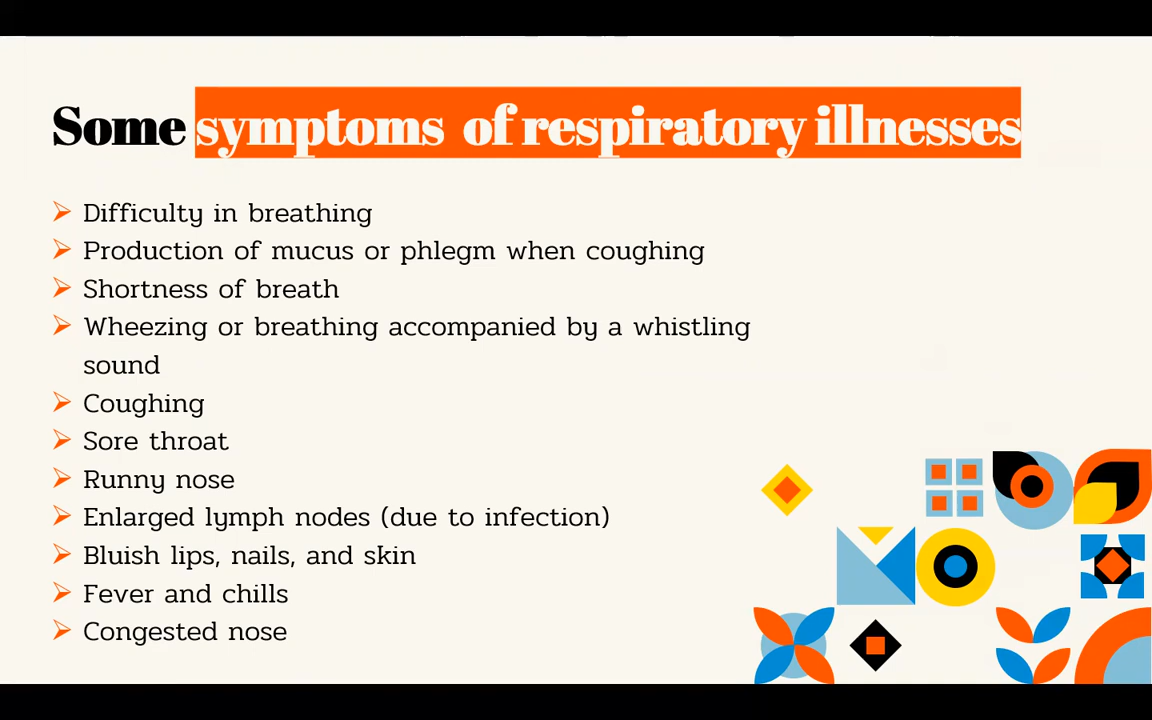 Some symptoms of respiratory illnesses
Difficulty in breathing
Production of mucus or phlegm when coughing
Shortness of breath
Wheezing or breathing accompanied by a whistling
sound
Coughing
Sore throat
Runny nose
Enlarged lymph nodes (due to infection)
Bluish lips, nails, and skin
Fever and chills
Congested nose